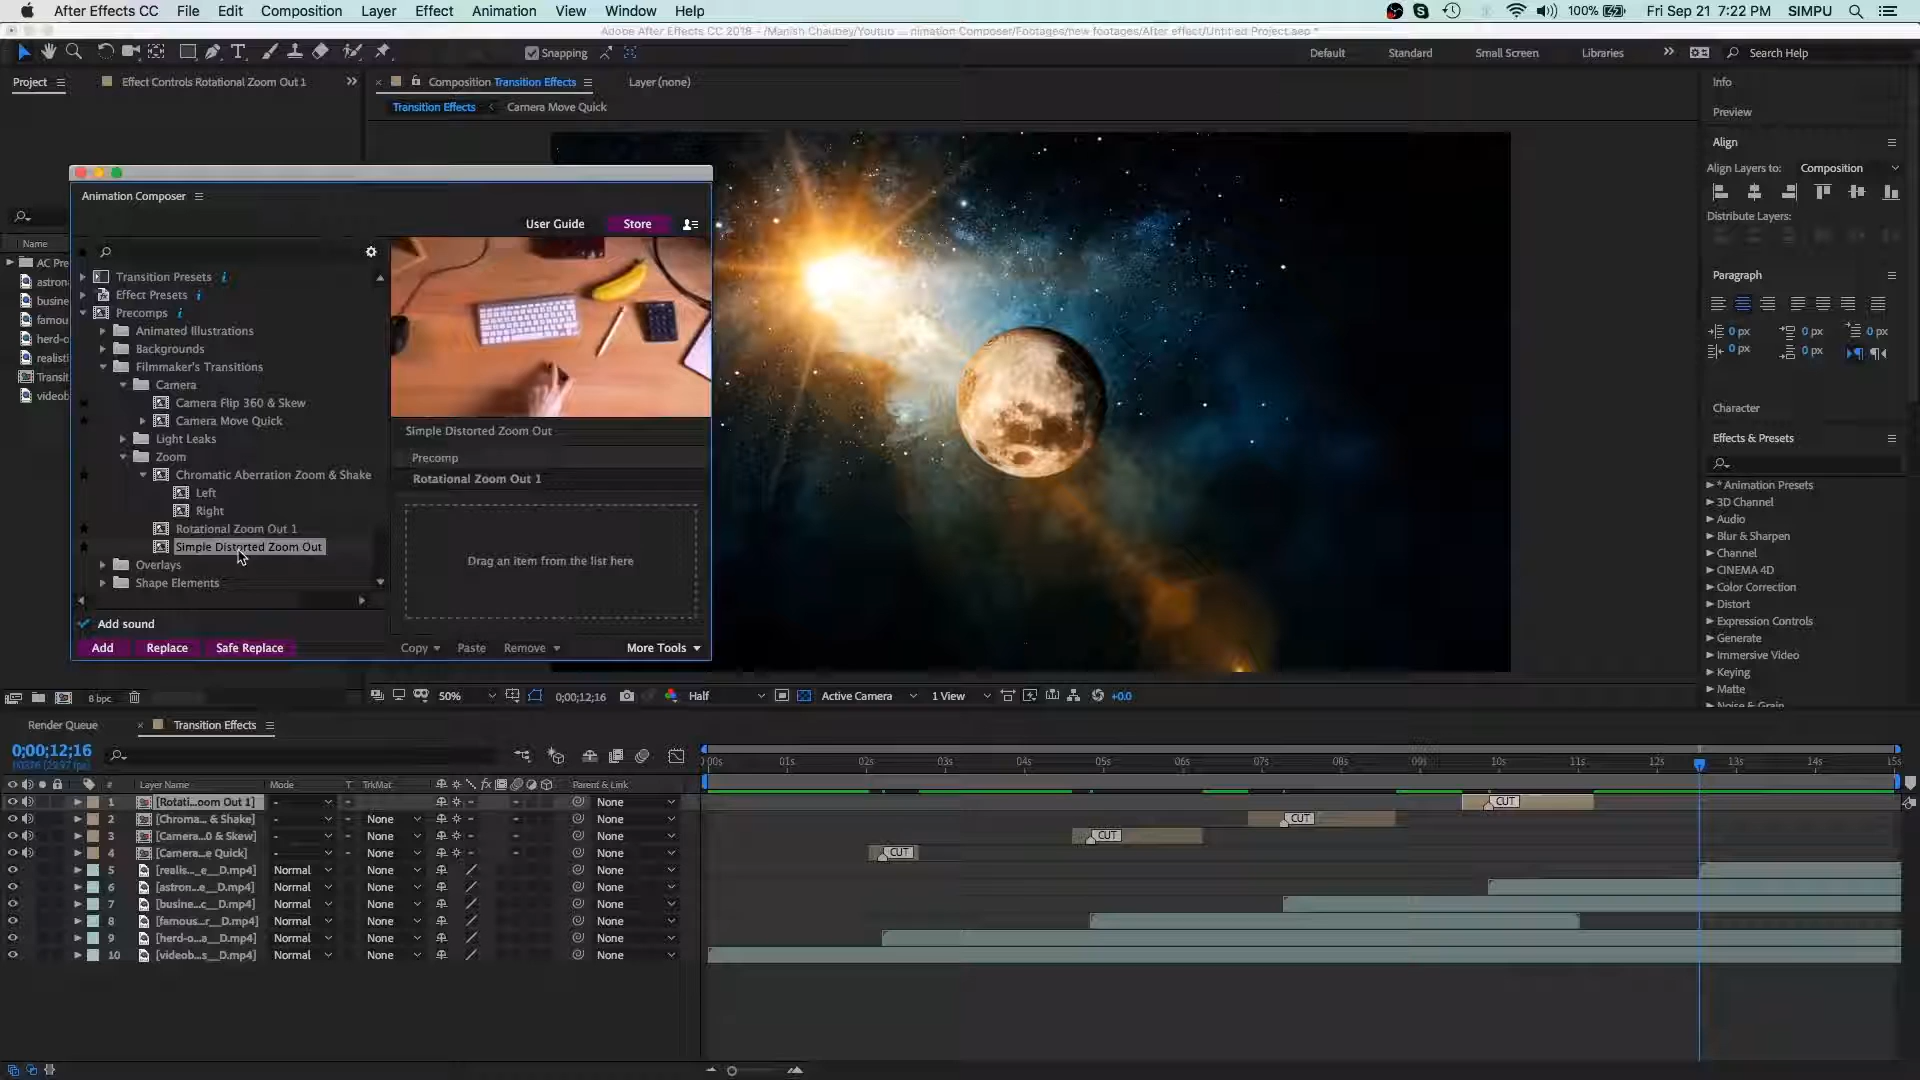 After Effects CC File Edit Composition Layer Effect Animation View Window Help
100% Fri Sep 21 7:22 PM SIMPU
Adobe After Effects CC 2018 - /Manish Chaubey/Youtub ... nimation Composer/Footages/new footages/After effect/Untitled Project.aep *
Snapping
Default Standard Small Screen Libraries Search Help
Project
Effect Controls Rotational Zoom Out 1
Composition Transition Effects
Layer (none)
Transition Effects Camera Move Quick
Info
Preview
Align
Align Layers to: Composition
Distribute Layers:
Paragraph
0 px 0 px 0 px
0 px 0 px
Character
Effects & Presets
* Animation Presets
3D Channel
Audio
Blur & Sharpen
Channel
CINEMA 4D
Color Correction
Distort
Expression Controls
Generate
Immersive Video
Keying
Matte
Noise & Grain
Name
AC Pre
astron
busine
famou
herd-o
realist
Transit
videob
Animation Composer
User Guide Store
Transition Presets i
Effect Presets i
Precomps i
Animated Illustrations
Backgrounds
Filmmaker's Transitions
Camera
Camera Flip 360 & Skew
Camera Move Quick
Light Leaks
Zoom
Chromatic Aberration Zoom & Shake
Left
Right
Rotational Zoom Out 1
Simple Distorted Zoom Out
Overlays
Shape Elements
Simple Distorted Zoom Out
Precomp
Rotational Zoom Out 1
Drag an item from the list here
Add sound
Add Replace Safe Replace
Copy Paste Remove More Tools
8 bpc
50% 0;00;12;16 Half Active Camera 1 View +0.0
Render Queue
Transition Effects
0;00;12;16
# Layer Name Mode T TrkMat Parent & Link
:00s 01s 02s 03s 04s 05s 06s 07s 08s 09s 10s 11s 12s 13s 14s 15s
1 [Rotati...oom Out 1] - None CUT
2 [Chroma... & Shake] - None None CUT
3 [Camera...0 & Skew] - None None CUT
4 [Camera...e Quick] - None None CUT
5 [realis..._e__D.mp4] Normal None None
6 [astron...e__D.mp4] Normal None None
7 [busine...c__D.mp4] Normal None None
8 [famous...r__D.mp4] Normal None None
9 [herd-o...a__D.mp4] Normal None None
10 [videob...s__D.mp4] Normal None None